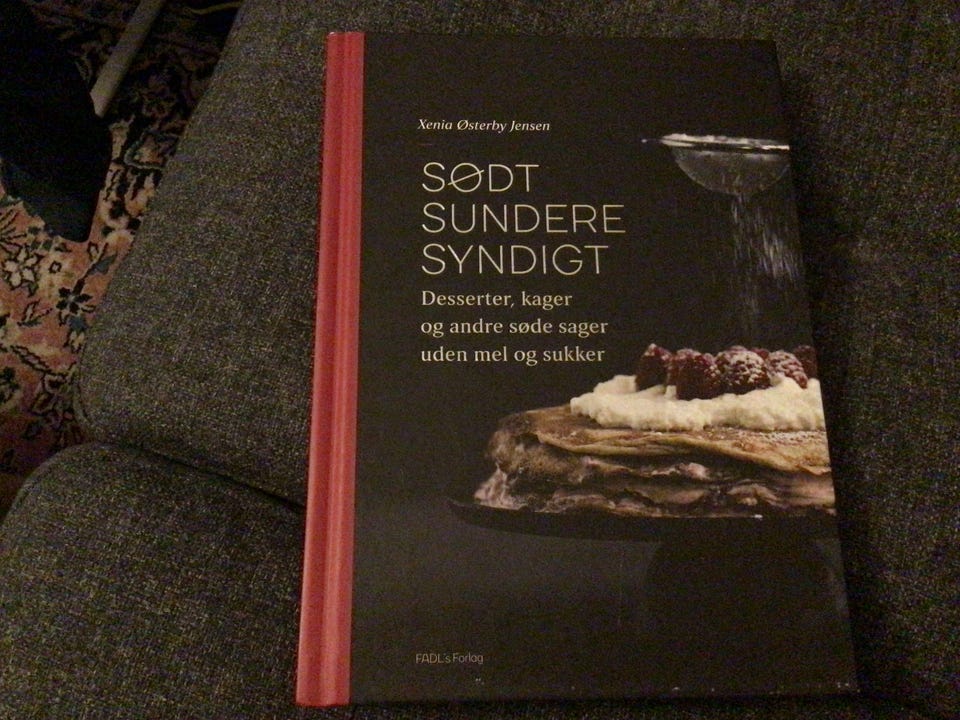 Xenia Østerby Jensen
SØDT
SUNDERE
SYNDIGT
Desserter, kager
og andre søde sager
uden mel og sukker
FADL's Forlag